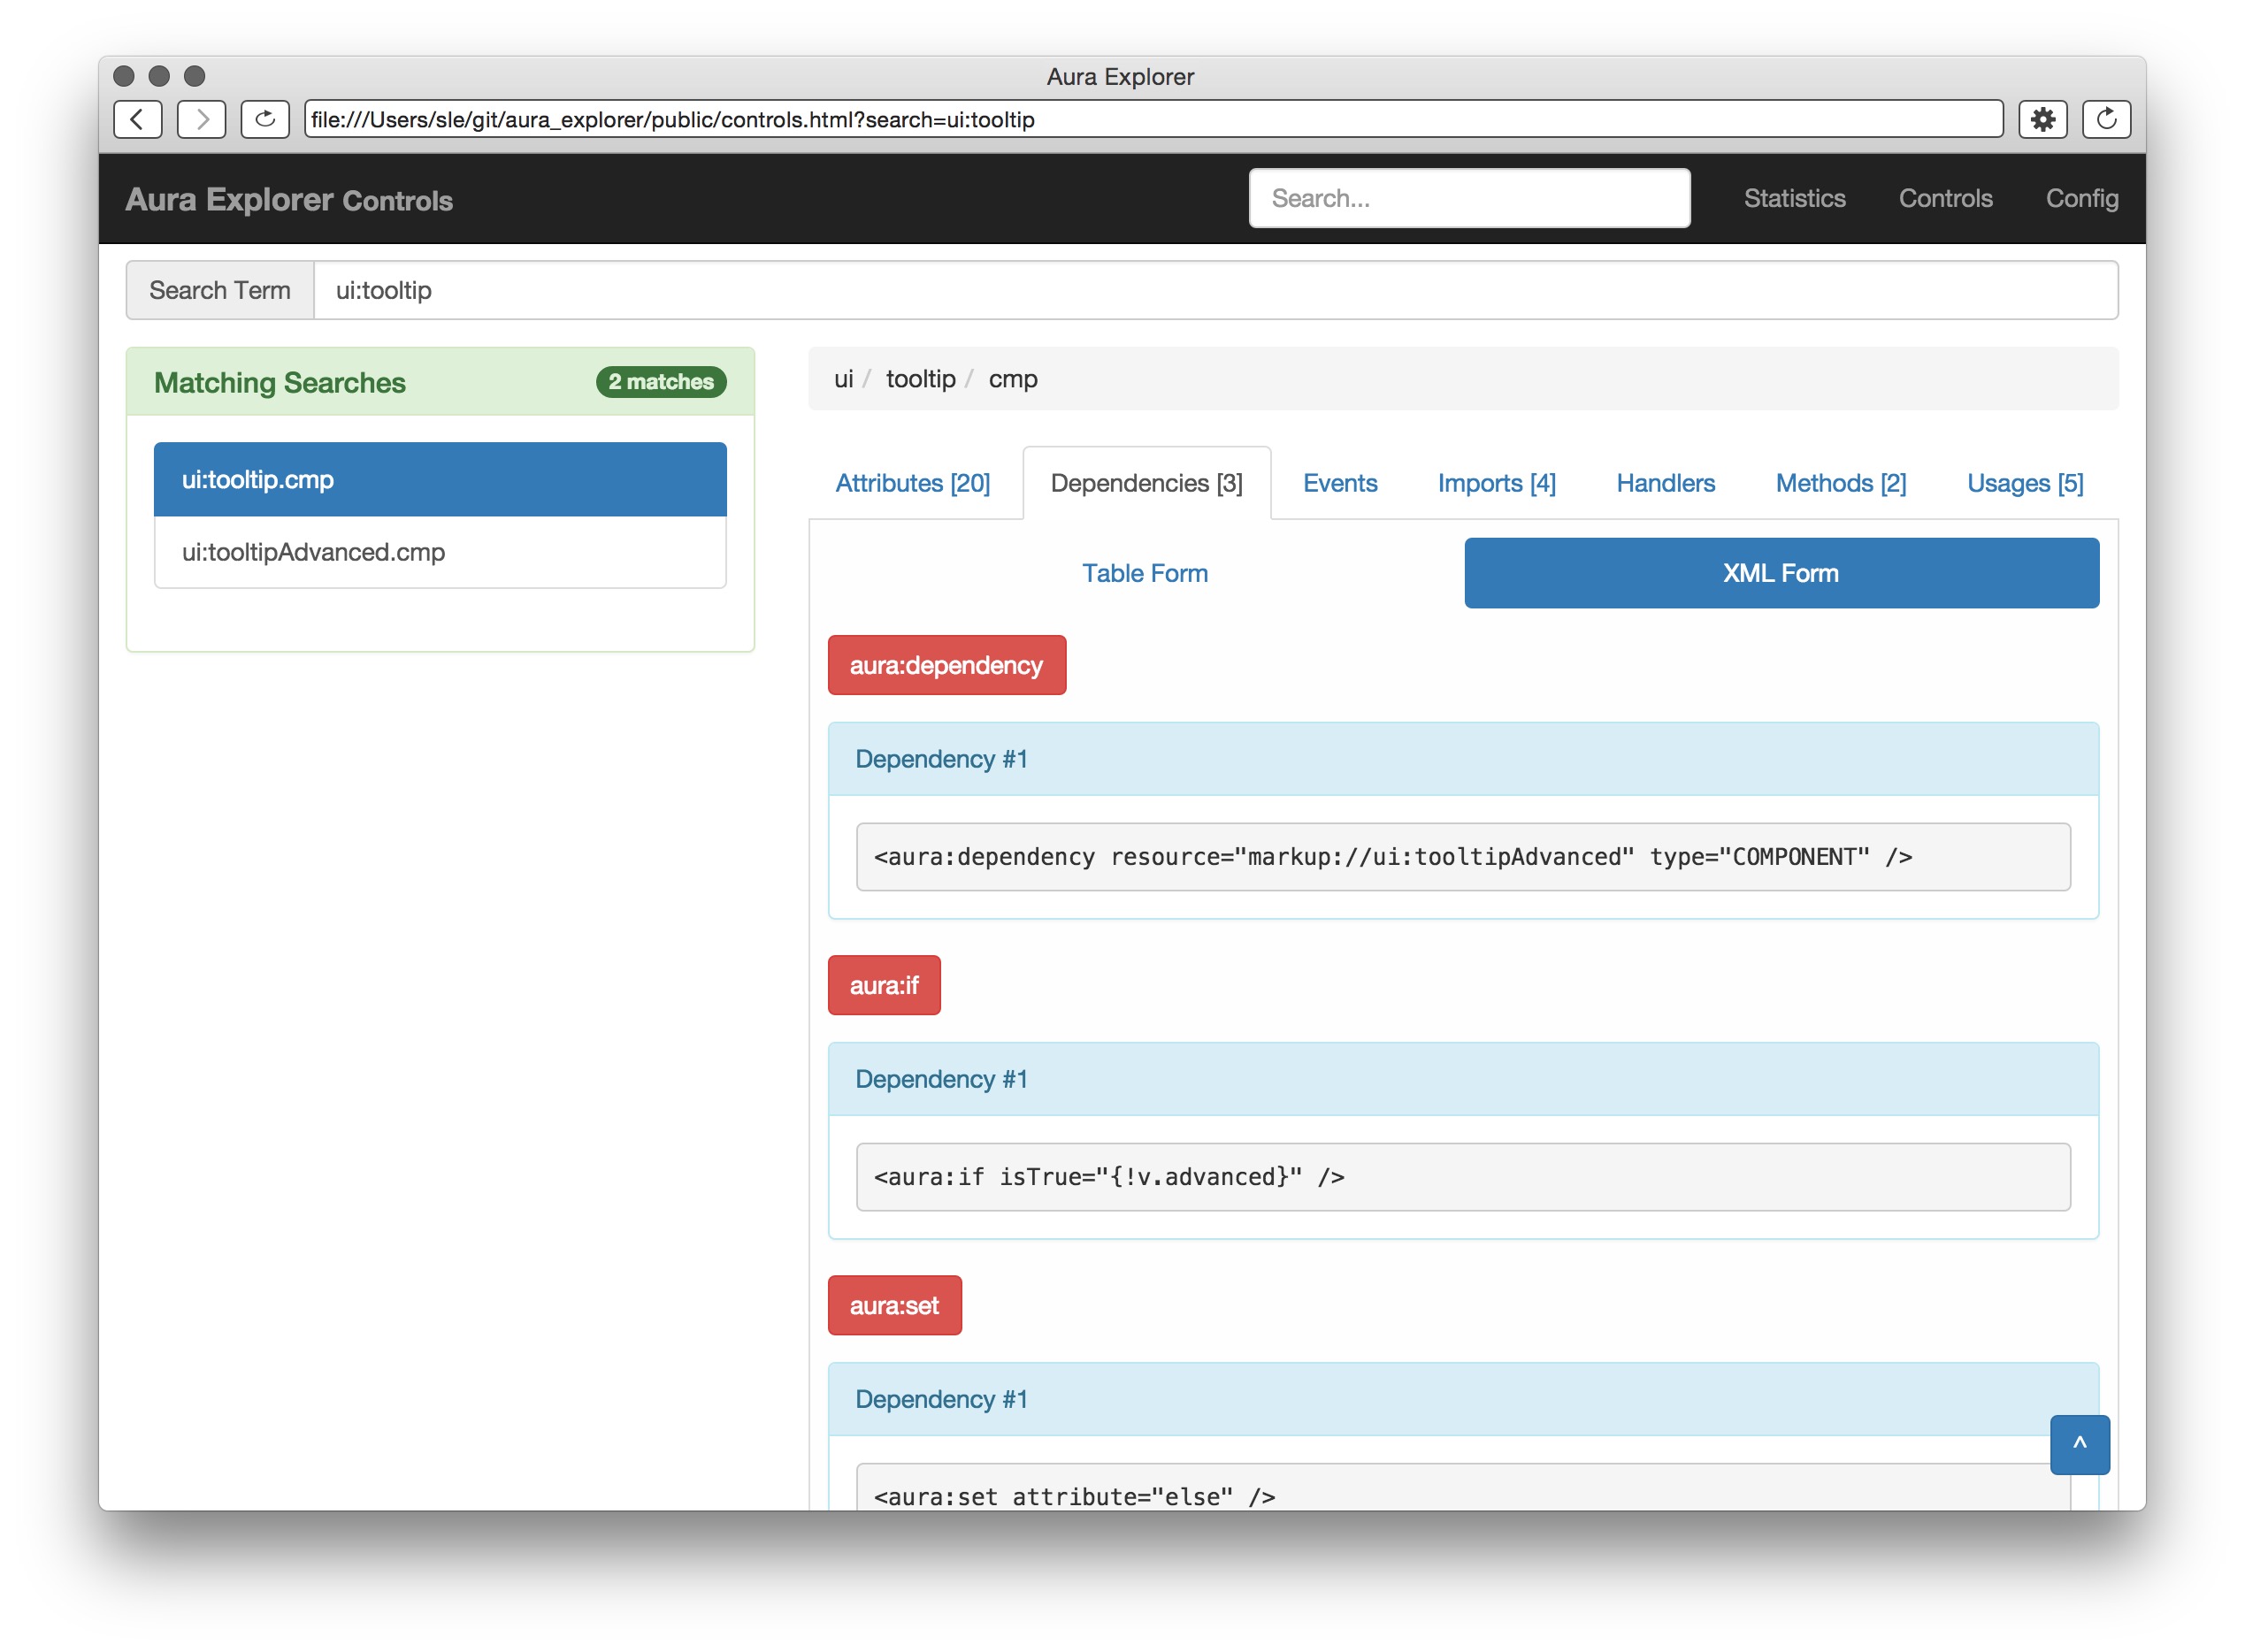 Aura Explorer
file:///Users/sle/git/aura_explorer/public/controls.html?search=ui:tooltip
Aura Explorer Controls
Search...
Statistics
Controls
Config
Search Term
ui:tooltip
Matching Searches
2 matches
ui:tooltip.cmp
ui:tooltipAdvanced.cmp
ui / tooltip / cmp
Attributes [20]
Dependencies [3]
Events
Imports [4]
Handlers
Methods [2]
Usages [5]
Table Form
XML Form
aura:dependency
Dependency #1
<aura:dependency resource="markup://ui:tooltipAdvanced" type="COMPONENT" />
aura:if
Dependency #1
<aura:if isTrue="{!v.advanced}" />
aura:set
Dependency #1
^
<aura:set attribute="else" />